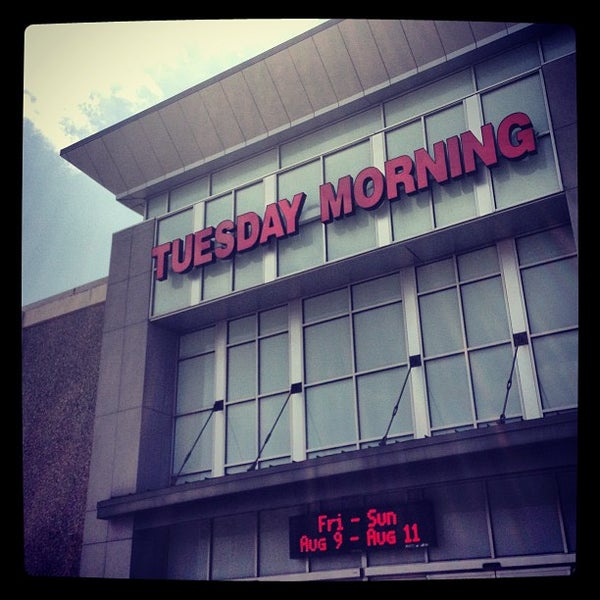 TUESDAY MORNING
Fri - Sun
Aug 9 - Aug 11